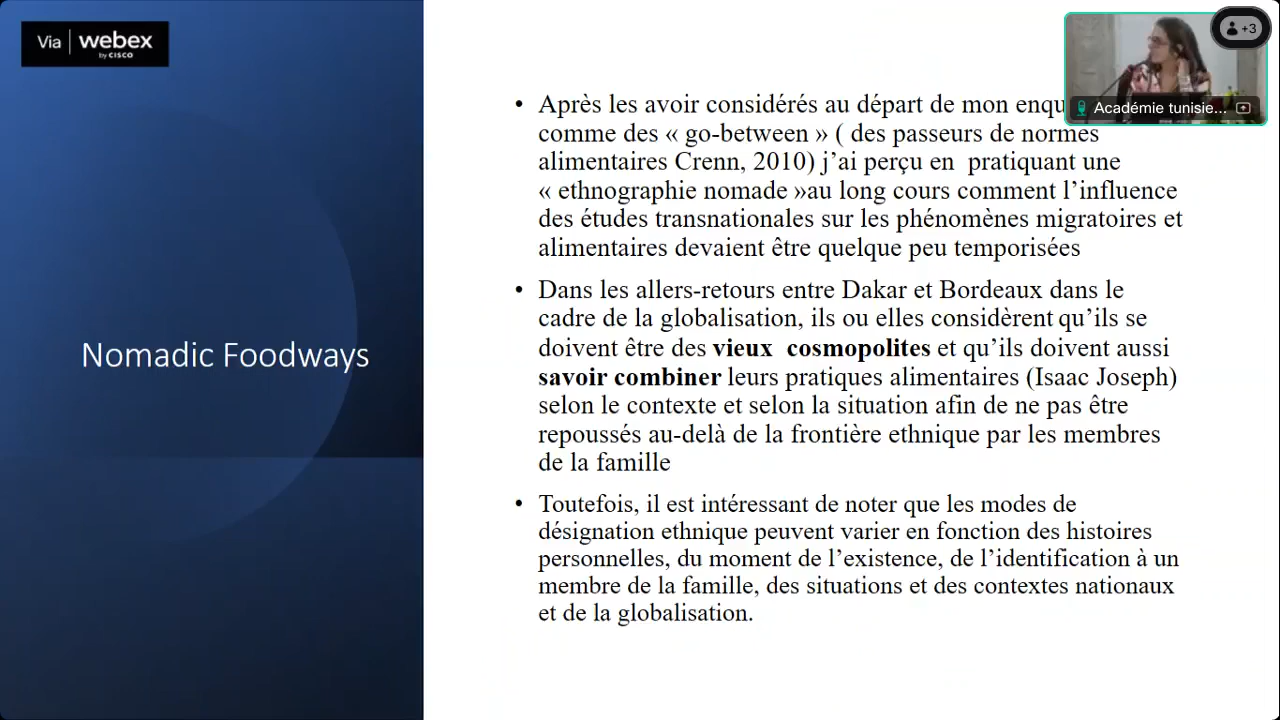 Via webex
by CISCO
+3
Académie tunisie...
Nomadic Foodways
• Après les avoir considérés au départ de mon
comme des « go-between » ( des passeurs de normes
alimentaires Crenn, 2010) j’ai perçu en pratiquant une
« ethnographie nomade »au long cours comment l’influence
des études transnationales sur les phénomènes migratoires et
alimentaires devaient être quelque peu temporisées
• Dans les allers-retours entre Dakar et Bordeaux dans le
cadre de la globalisation, ils ou elles considèrent qu’ils se
doivent être des vieux cosmopolites et qu’ils doivent aussi
savoir combiner leurs pratiques alimentaires (Isaac Joseph)
selon le contexte et selon la situation afin de ne pas être
repoussés au-delà de la frontière ethnique par les membres
de la famille
• Toutefois, il est intéressant de noter que les modes de
désignation ethnique peuvent varier en fonction des histoires
personnelles, du moment de l’existence, de l’identification à un
membre de la famille, des situations et des contextes nationaux
et de la globalisation.